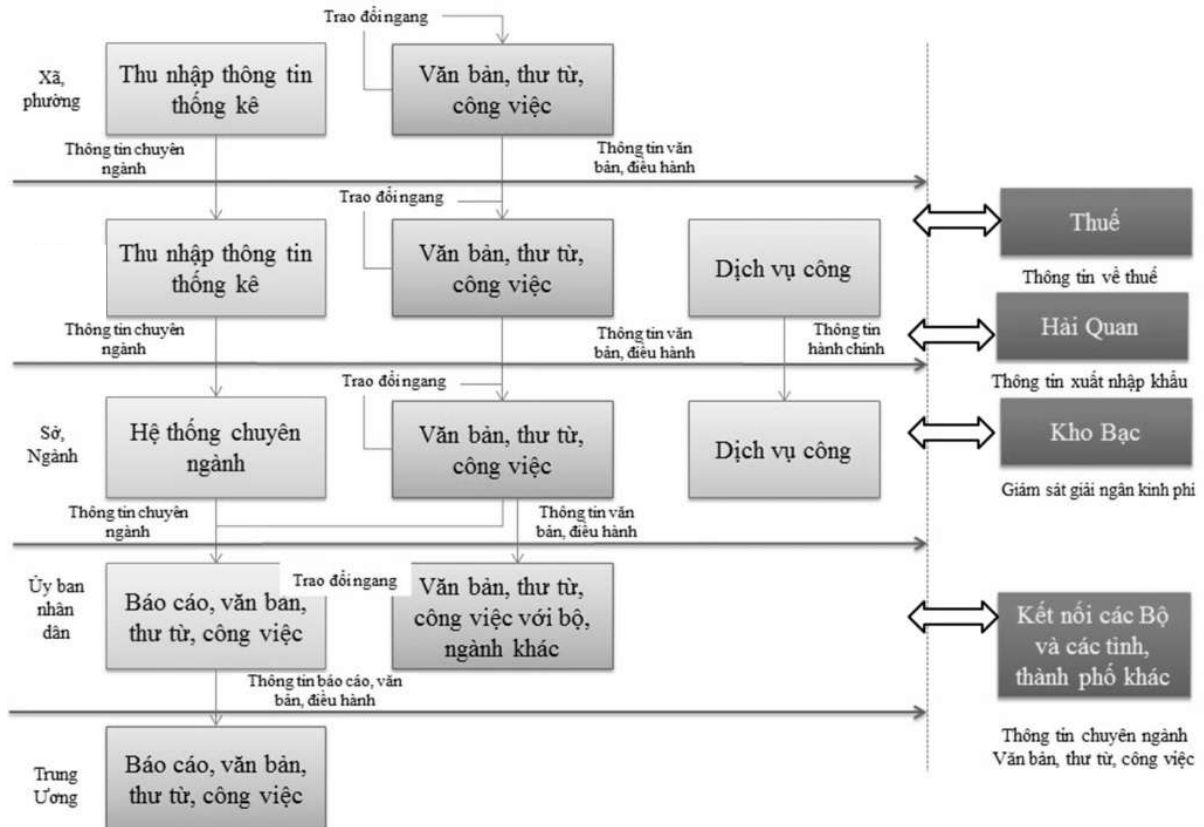 Trao đổi ngang
Xã,
phường
Thu nhập thông tin
thống kê
Văn bản, thư từ,
công việc
Thông tin chuyên
ngành
Thông tin văn
bản, điều hành
Trao đổi ngang
Thu nhập thông tin
thống kê
Văn bản, thư từ,
công việc
Dịch vụ công
Thuế
Thông tin về thuế
Thông tin chuyên
ngành
Thông tin văn
bản, điều hành
Thông tin
hành chính
Hải Quan
Thông tin xuất nhập khẩu
Trao đổi ngang
Sở,
Ngành
Hệ thống chuyên
ngành
Văn bản, thư từ,
công việc
Dịch vụ công
Kho Bạc
Giám sát giải ngân kinh phí
Thông tin chuyên
ngành
Thông tin văn
bản, điều hành
Ủy ban
nhân
dân
Báo cáo, văn bản,
thư từ, công việc
Trao đổi ngang
Văn bản, thư từ,
công việc với bộ,
ngành khác
Kết nối các Bộ
và các tỉnh,
thành phố khác
Thông tin chuyên ngành
Văn bản, thư từ, công việc
Thông tin báo cáo, văn
bản, điều hành
Trung
Ương
Báo cáo, văn bản,
thư từ, công việc